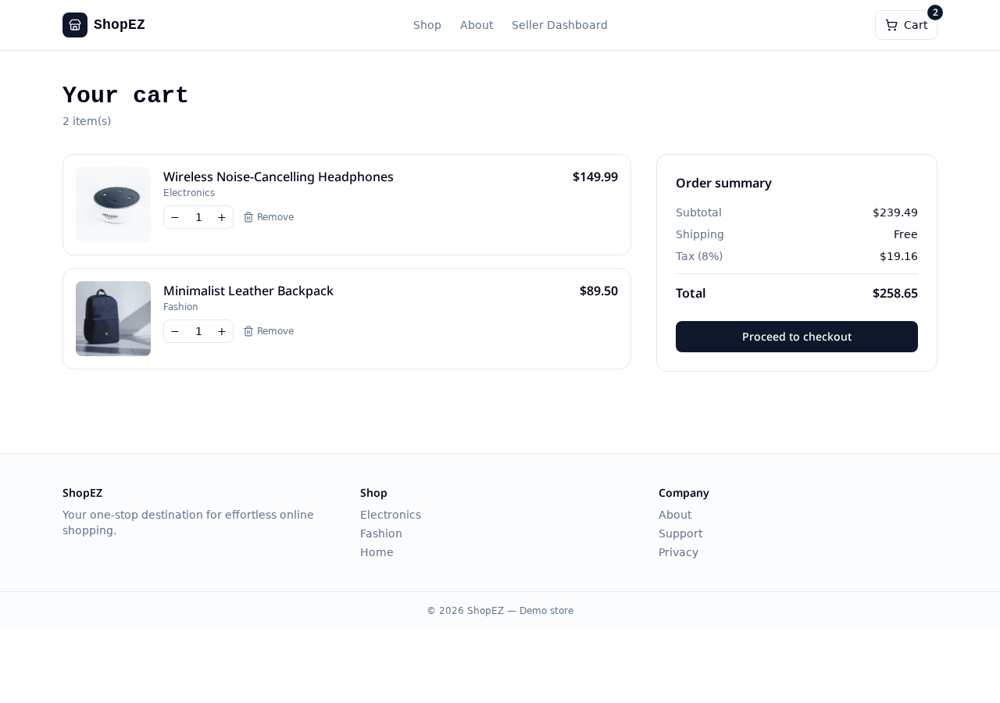 ShopEZ
Shop About Seller Dashboard
Cart 2
Your cart
2 item(s)
Wireless Noise-Cancelling Headphones $149.99
Electronics
− 1 + Remove
amazon
Minimalist Leather Backpack $89.50
Fashion
− 1 + Remove
Order summary
Subtotal $239.49
Shipping Free
Tax (8%) $19.16
Total $258.65
Proceed to checkout
ShopEZ
Your one-stop destination for effortless online
shopping.
Shop
Electronics
Fashion
Home
Company
About
Support
Privacy
© 2026 ShopEZ — Demo store